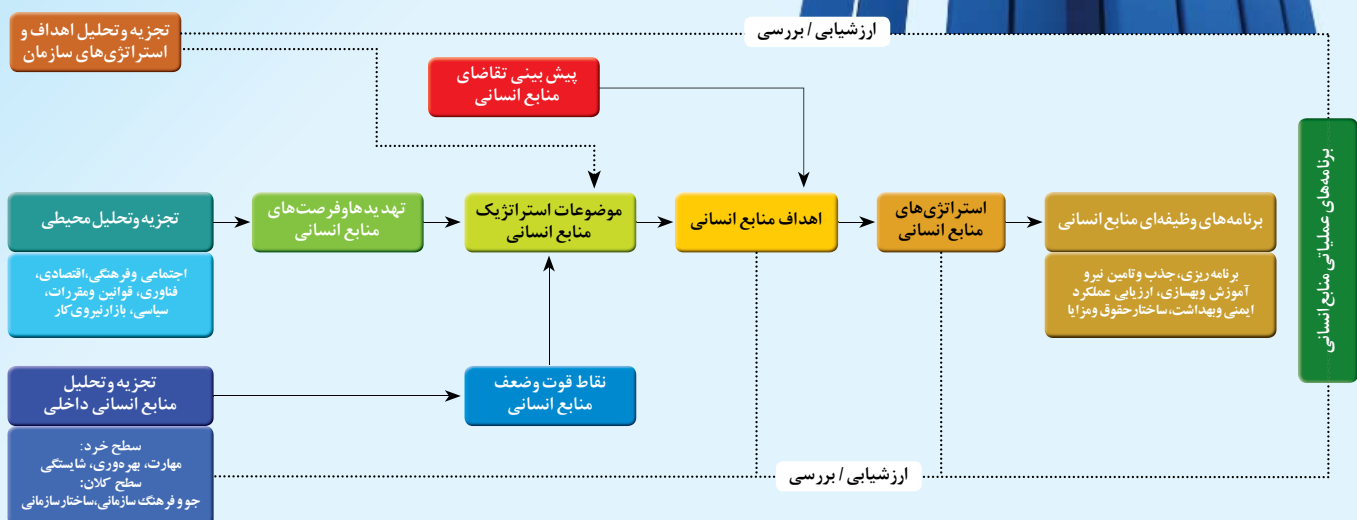 تجزیه و تحلیل اهداف و
استراتژی‌های سازمان
ارزشیابی / بررسی
پیش بینی تقاضای
منابع انسانی
تجزیه و تحلیل محیطی
اجتماعی و فرهنگی، اقتصادی،
فناوری، قوانین و مقررات،
سیاسی، بازار نیروی کار
تهدیدها و فرصت‌های
منابع انسانی
موضوعات استراتژیک
منابع انسانی
اهداف منابع انسانی
استراتژی‌های
منابع انسانی
برنامه‌های وظیفه‌ای منابع انسانی
برنامه ریزی، جذب و تامین نیرو
آموزش و بهسازی، ارزیابی عملکرد
ایمنی و بهداشت، ساختار حقوق و مزایا
برنامه‌های عملیاتی منابع انسانی
تجزیه و تحلیل
منابع انسانی داخلی
سطح خرد:
مهارت، بهره‌وری، شایستگی
سطح کلان:
جو و فرهنگ سازمانی، ساختار سازمانی
نقاط قوت و ضعف
منابع انسانی
ارزشیابی / بررسی